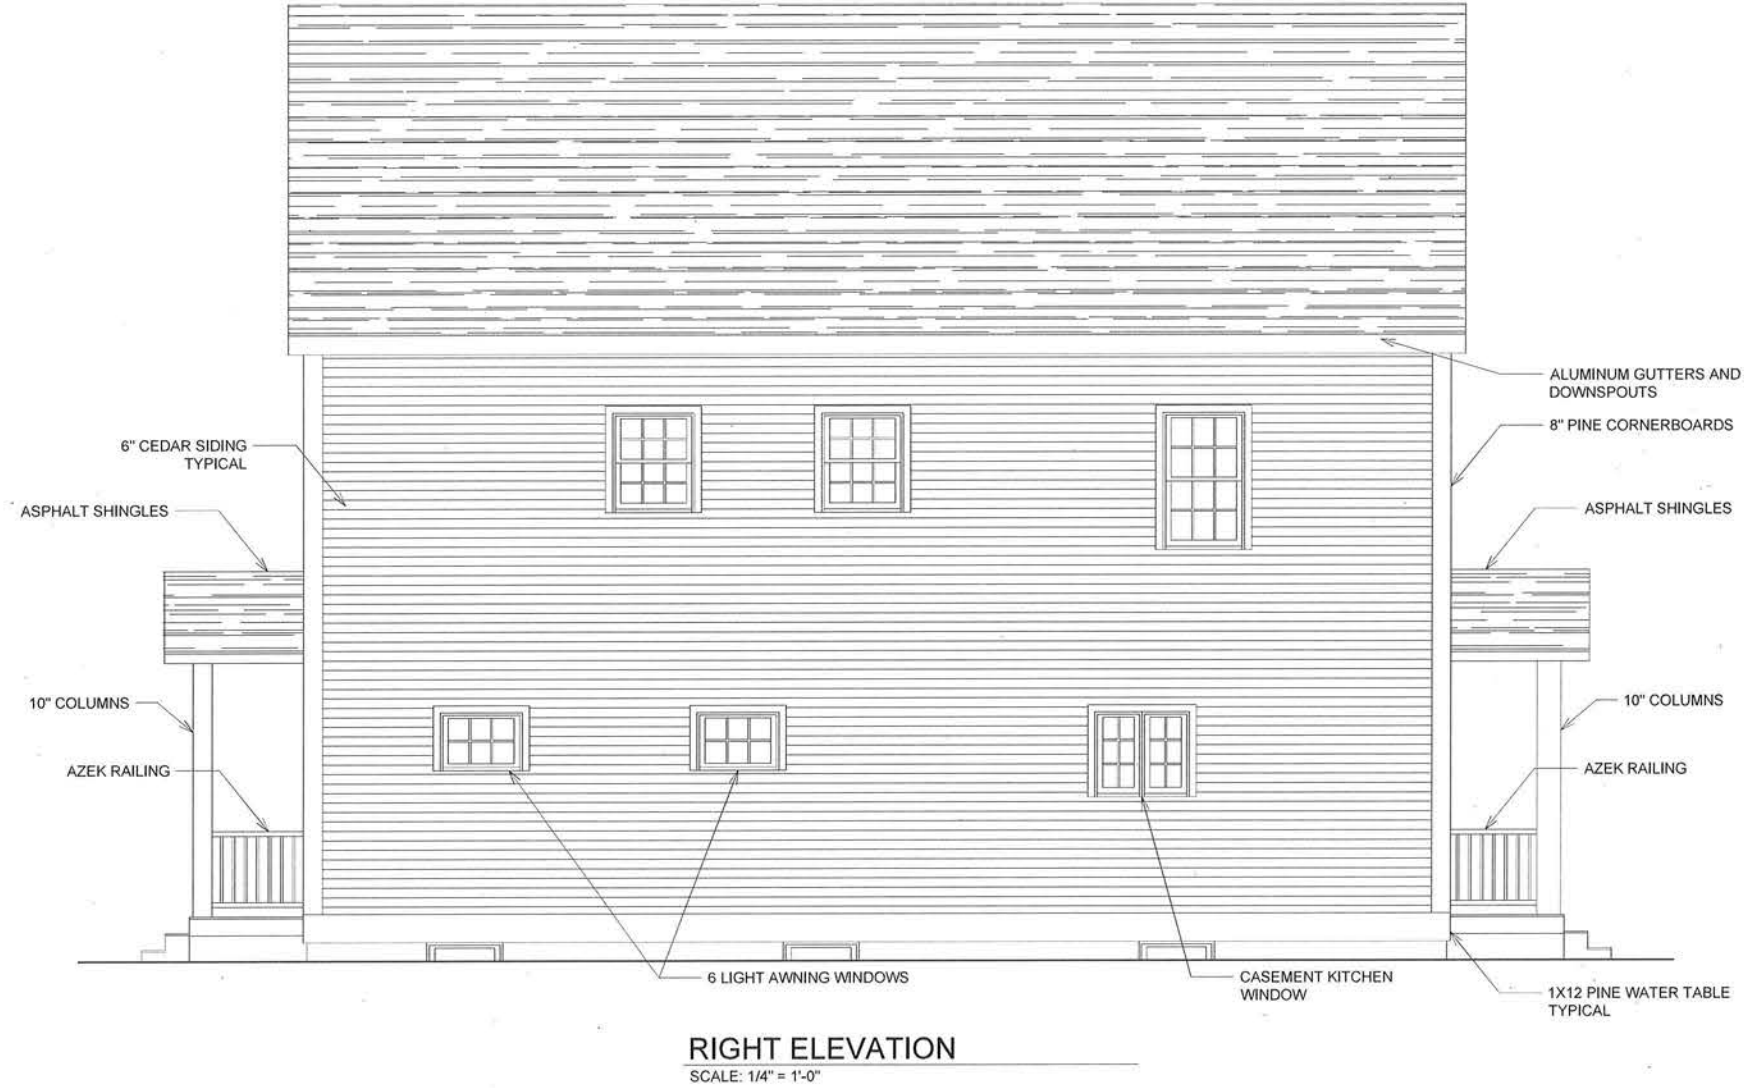 ALUMINUM GUTTERS AND
DOWNSPOUTS
8" PINE CORNERBOARDS
6" CEDAR SIDING
TYPICAL
ASPHALT SHINGLES
ASPHALT SHINGLES
10" COLUMNS
10" COLUMNS
AZEK RAILING
AZEK RAILING
6 LIGHT AWNING WINDOWS
CASEMENT KITCHEN
WINDOW
1X12 PINE WATER TABLE
TYPICAL
RIGHT ELEVATION
SCALE: 1/4" = 1'-0"